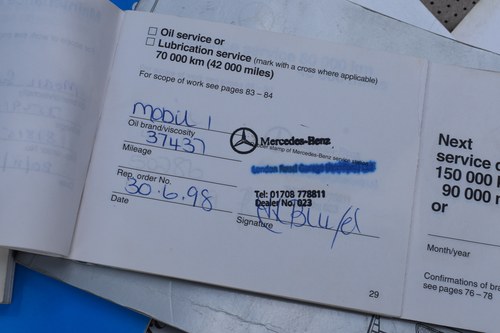 Oil service or
Lubrication service (mark with a cross where applicable)
70 000 km (42 000 miles)
For scope of work see pages 83 – 84
Mobil 1
Oil brand/viscosity
37437
Mileage
Mercedes-Benz
London Road Garage
Rep. order No.
Tel: 01708 778811
Dealer No. 023
30.6.98
Date
Signature
29
Next
service
150 000
90 000
or
Month/year
Confirmations of
see pages 76 – 78